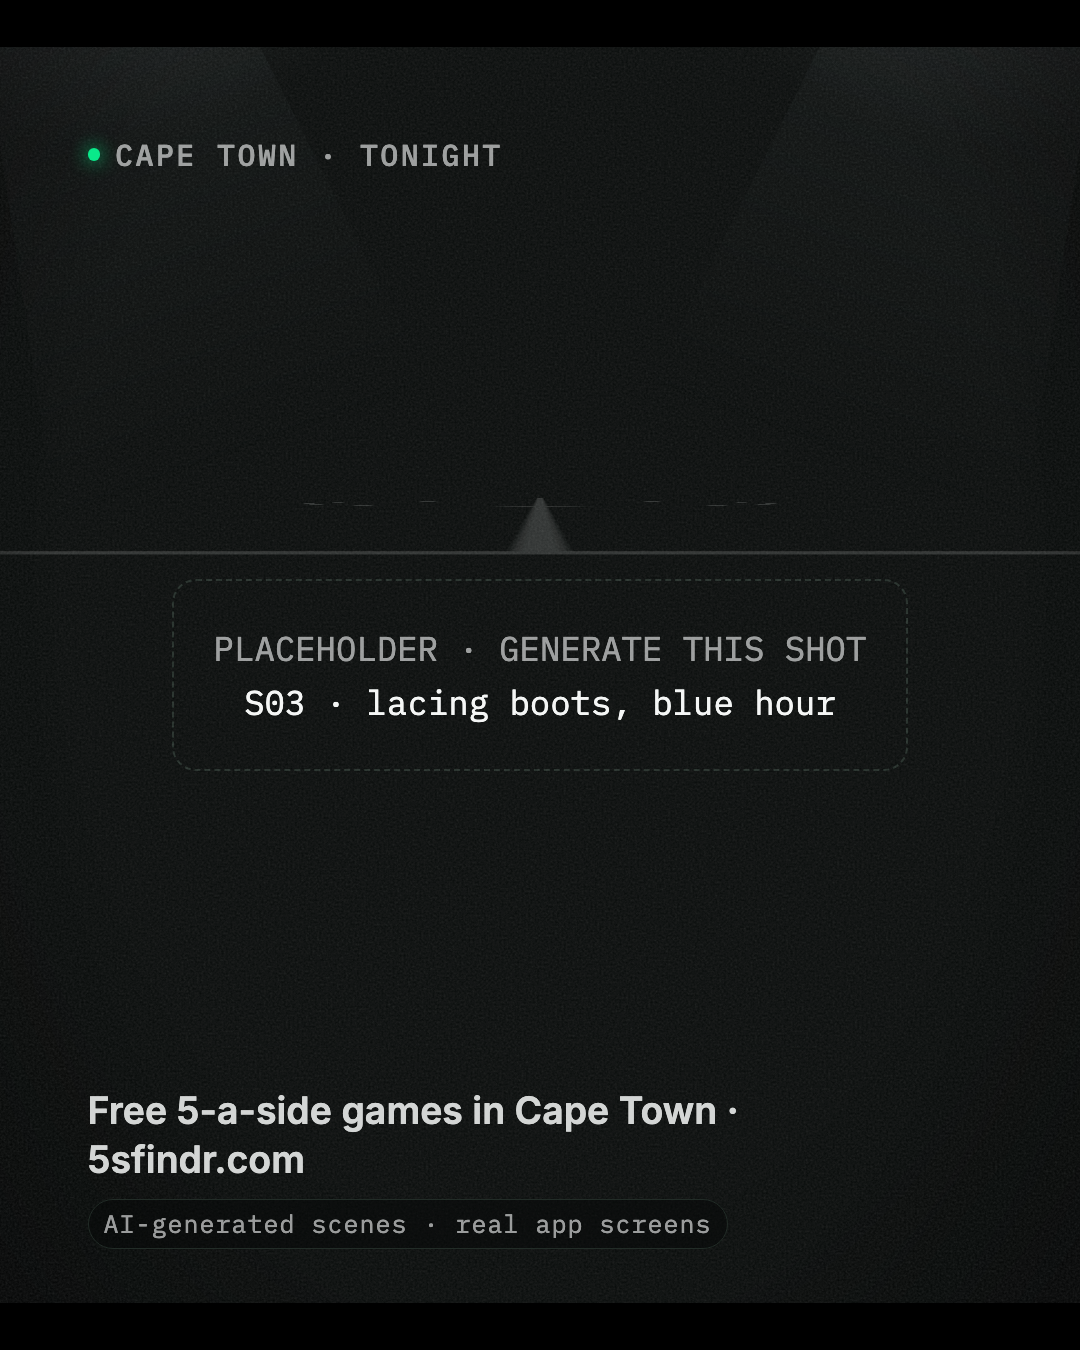 CAPE TOWN · TONIGHT
PLACEHOLDER · GENERATE THIS SHOT
S03 · lacing boots, blue hour
Free 5-a-side games in Cape Town ·
5sfindr.com
AI-generated scenes · real app screens